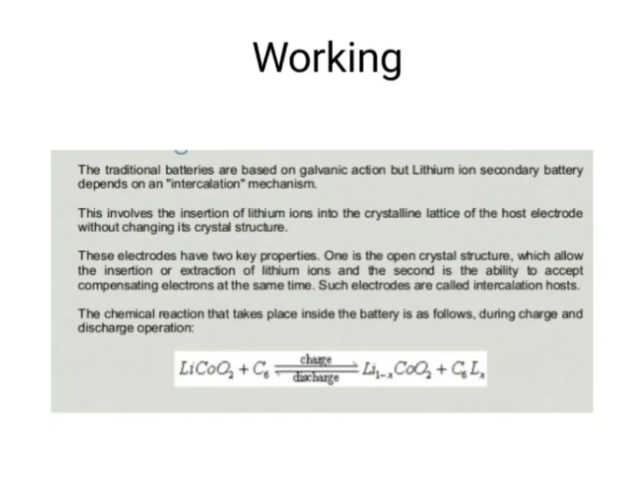 Working
The traditional batteries are based on galvanic action but Lithium ion secondary battery
depends on an "intercalation" mechanism.
This involves the insertion of lithium ions into the crystalline lattice of the host electrode
without changing its crystal structure.
These electrodes have two key properties. One is the open crystal structure, which allow
the insertion or extraction of lithium ions and the second is the ability to accept
compensating electrons at the same time. Such electrodes are called intercalation hosts.
The chemical reaction that takes place inside the battery is as follows, during charge and
discharge operation:
charge
LiCoO₂ + C₆ ⇌ Li₁₋ₓCoO₂ + C₆Lₓ
discharge